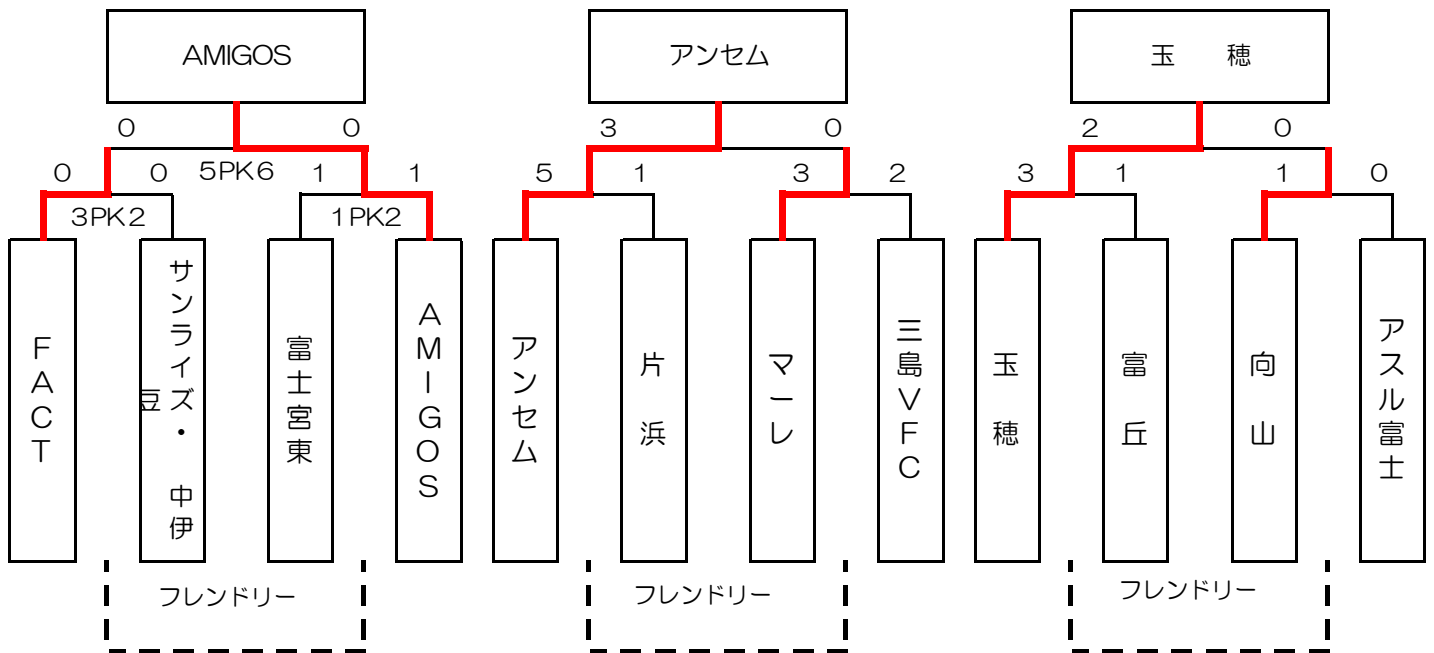 AMIGOS
アンセム
玉 穂
0 0 3 0 2 0
0 0 5PK6 1 1 5 1 3 2 3 1 1 0
3PK2 1PK2
FACT
サンライズ・ 中伊
豆
富士宮東
AMIGOS
アンセム
片 浜
マーレ
三島VFC
玉 穂
富 丘
向 山
アスル富士
フレンドリー
フレンドリー
フレンドリー